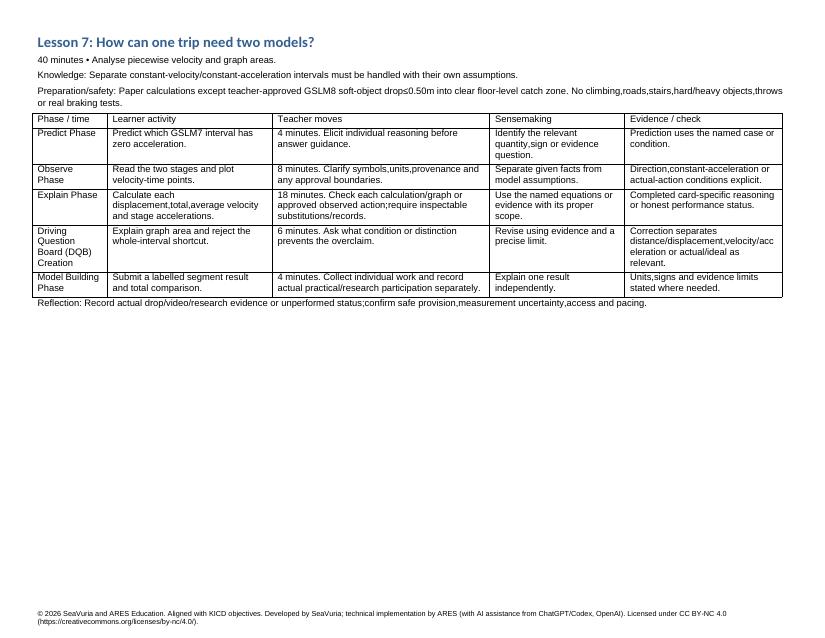 Lesson 7: How can one trip need two models?
40 minutes • Analyse piecewise velocity and graph areas.
Knowledge: Separate constant-velocity/constant-acceleration intervals must be handled with their own assumptions.
Preparation/safety: Paper calculations except teacher-approved GSLM8 soft-object drops≤0.50m into clear floor-level catch zone. No climbing,roads,stairs,hard/heavy objects,throws
or real braking tests.
Phase / time
Learner activity
Teacher moves
Sensemaking
Evidence / check
Predict Phase
Predict which GSLM7 interval has
zero acceleration.
4 minutes. Elicit individual reasoning before
answer guidance.
Identify the relevant
quantity,sign or evidence
question.
Prediction uses the named case or
condition.
Observe
Phase
Read the two stages and plot
velocity-time points.
8 minutes. Clarify symbols,units,provenance and
any approval boundaries.
Separate given facts from
model assumptions.
Direction,constant-acceleration or
actual-action conditions explicit.
Explain Phase
Calculate each
displacement,total,average velocity
and stage accelerations.
18 minutes. Check each calculation/graph or
approved observed action;require inspectable
substitutions/records.
Use the named equations or
evidence with its proper
scope.
Completed card-specific reasoning
or honest performance status.
Driving
Question
Board (DQB)
Creation
Explain graph area and reject the
whole-interval shortcut.
6 minutes. Ask what condition or distinction
prevents the overclaim.
Revise using evidence and a
precise limit.
Correction separates
distance/displacement,velocity/acc
eleration or actual/ideal as
relevant.
Model Building
Phase
Submit a labelled segment result
and total comparison.
4 minutes. Collect individual work and record
actual practical/research participation separately.
Explain one result
independently.
Units,signs and evidence limits
stated where needed.
Reflection: Record actual drop/video/research evidence or unperformed status;confirm safe provision,measurement uncertainty,access and pacing.
© 2026 SeaVuria and ARES Education. Aligned with KICD objectives. Developed by SeaVuria; technical implementation by ARES (with AI assistance from ChatGPT/Codex, OpenAI). Licensed under CC BY-NC 4.0
(https://creativecommons.org/licenses/by-nc/4.0/).